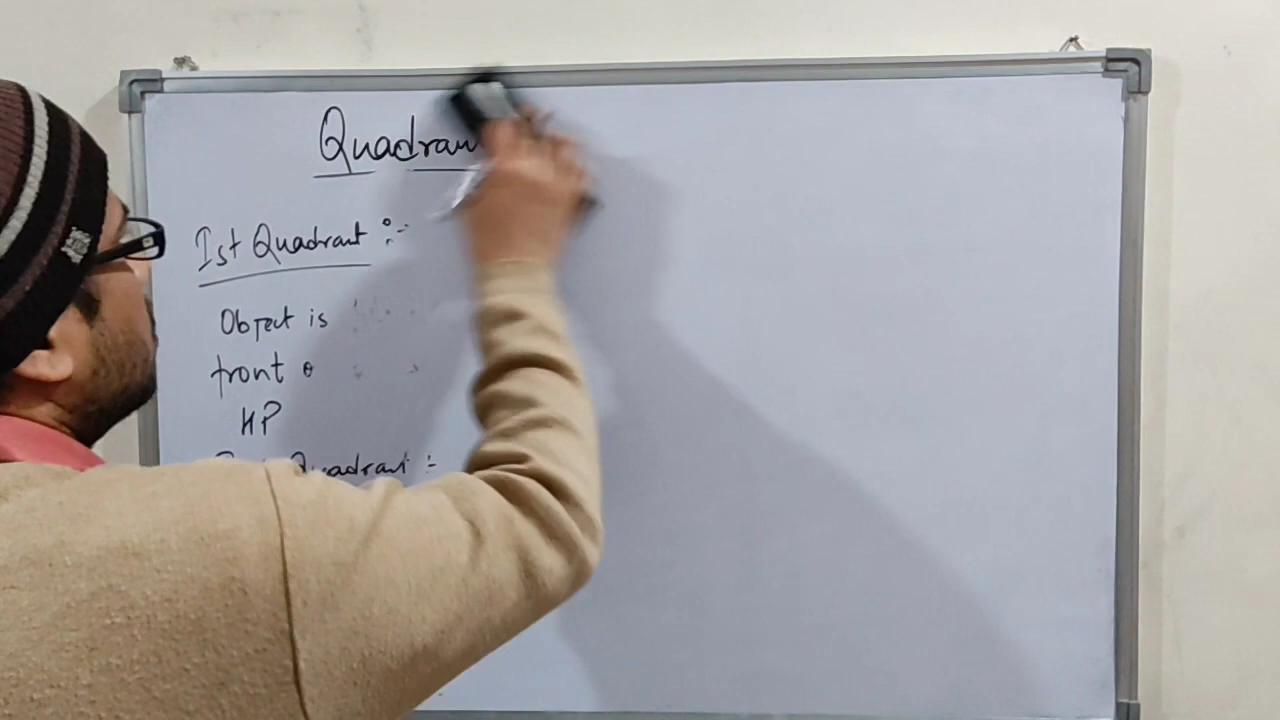 Quadran
Ist Quadrant :-
Object is
front o
HP
Quadrant :-